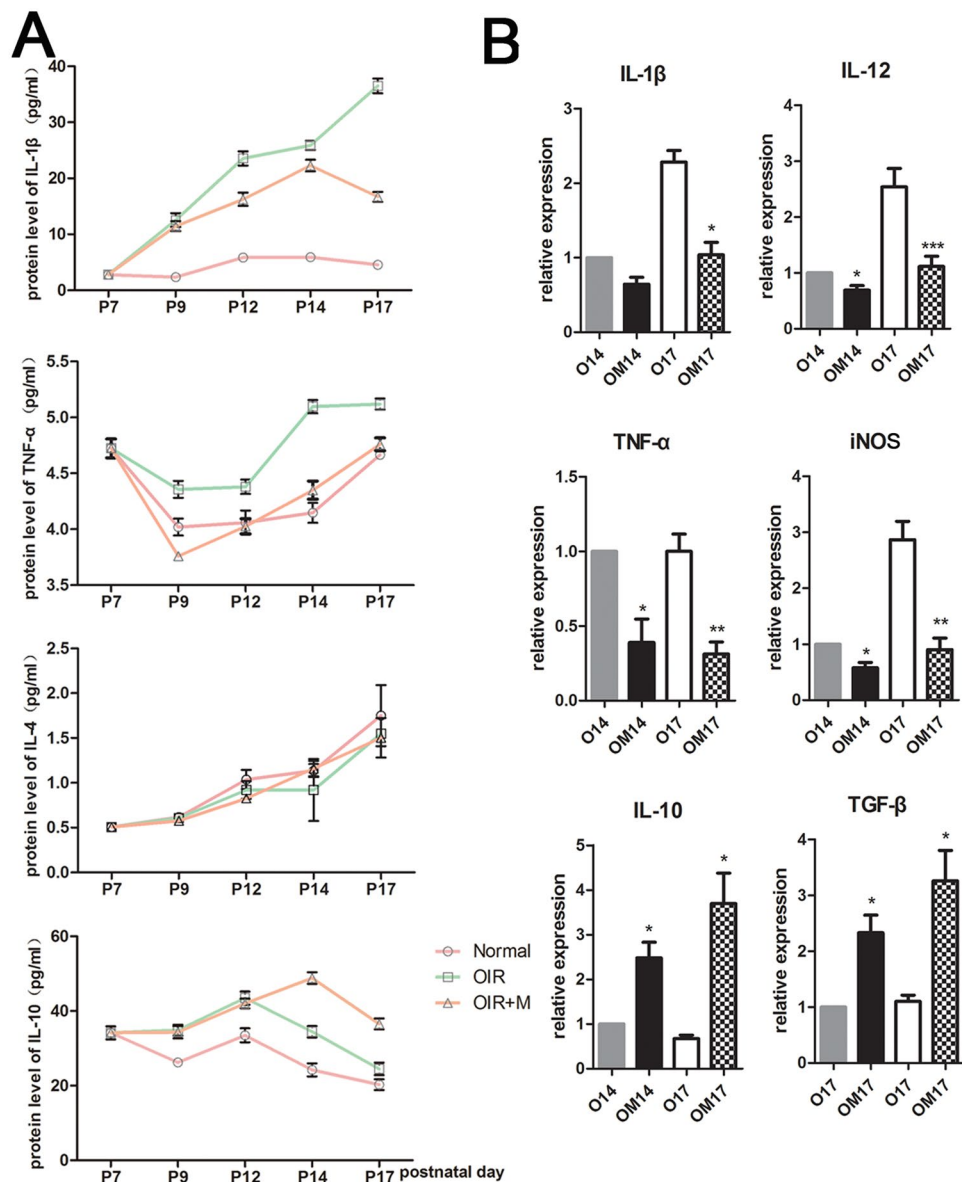 A
protein level of IL-1β (pg/ml)
40
30
20
10
0
P7 P9 P12 P14 P17
protein level of TNF-α (pg/ml)
5.5
5.0
4.5
4.0
3.5
P7 P9 P12 P14 P17
protein level of IL-4 (pg/ml)
2.5
2.0
1.5
1.0
0.5
0.0
P7 P9 P12 P14 P17
protein level of IL-10 (pg/ml)
60
40
20
0
P7 P9 P12 P14 P17 postnatal day
Normal
OIR
OIR+M
B
IL-1β
relative expression
3
2
1
0
*
O14 OM14 O17 OM17
IL-12
relative expression
4
3
2
1
0
* ***
O14 OM14 O17 OM17
TNF-α
relative expression
1.5
1.0
0.5
0.0
* **
O14 OM14 O17 OM17
iNOS
relative expression
4
3
2
1
0
* **
O14 OM14 O17 OM17
IL-10
relative expression
5
4
3
2
1
0
* *
O14 OM14 O17 OM17
TGF-β
relative expression
4
3
2
1
0
* *
O17 OM17 O17 OM17